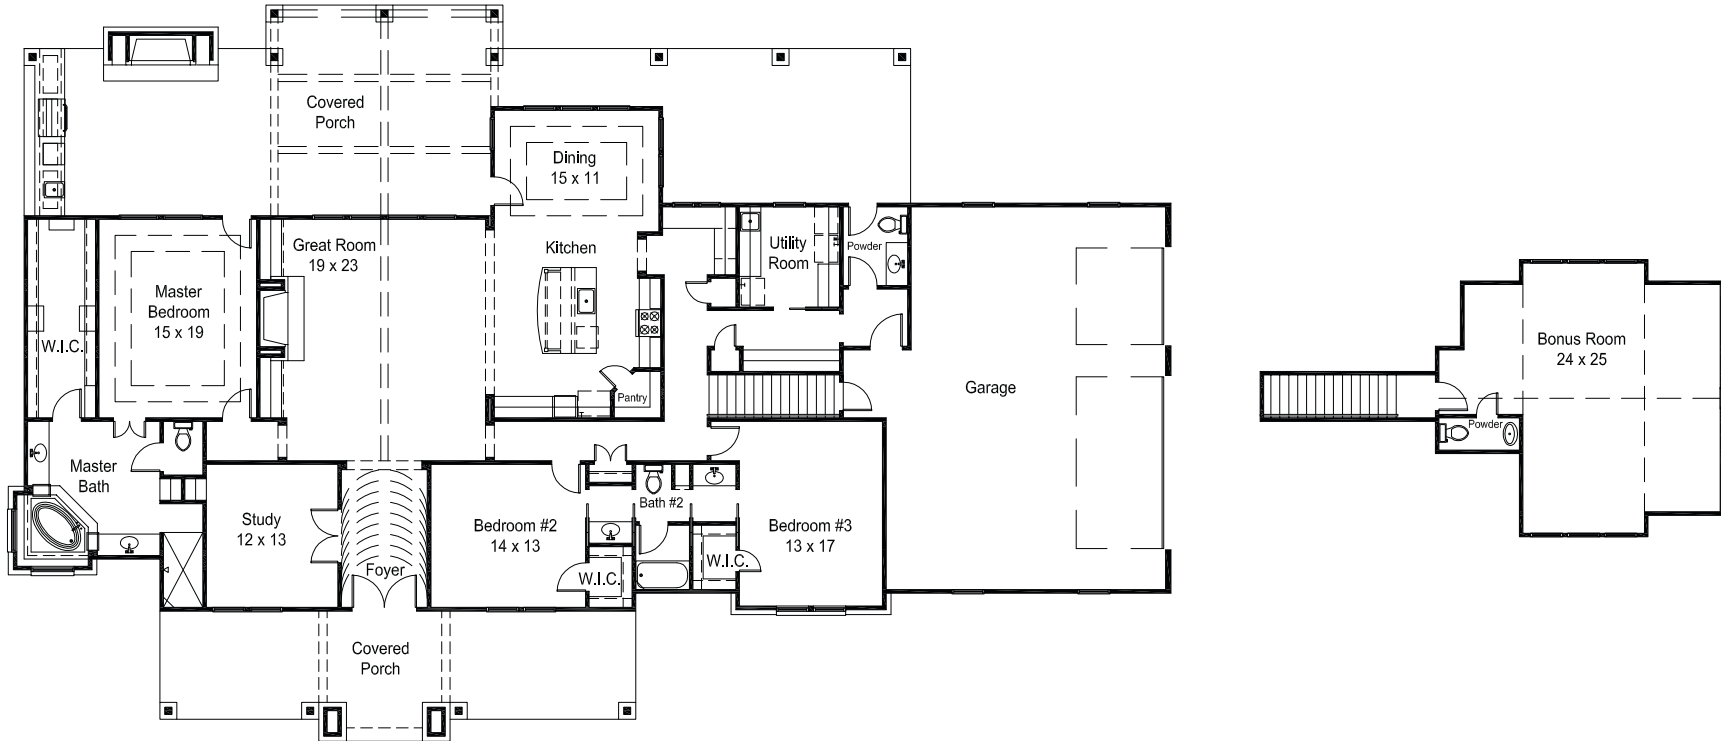 Covered
Porch
Dining
15 x 11
Great Room
19 x 23
Kitchen
Utility
Room
Powder
Master
Bedroom
15 x 19
W.I.C.
Bonus Room
24 x 25
Garage
Pantry
Powder
Master
Bath
Study
12 x 13
Bedroom #2
14 x 13
Bath #2
Bedroom #3
13 x 17
Foyer
W.I.C.
W.I.C.
Covered
Porch